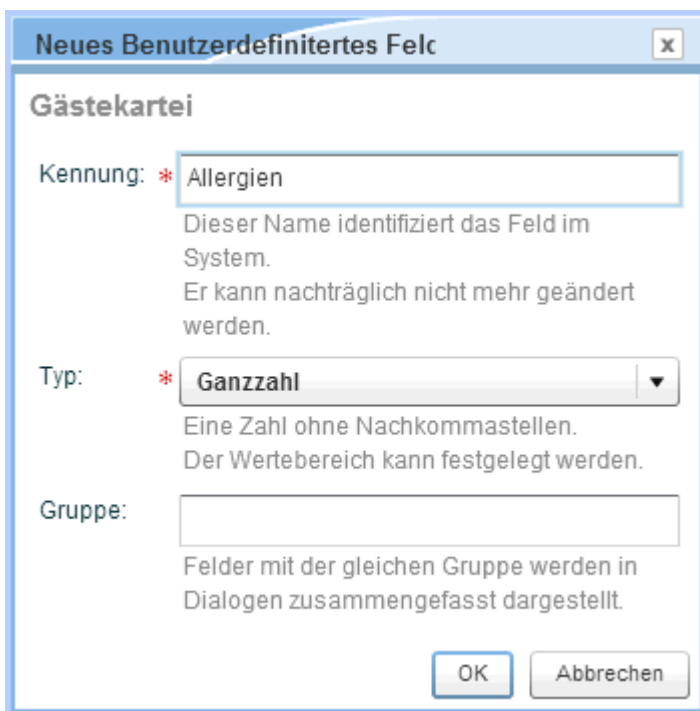 Neues Benutzerdefinitertes Feld
Gästekartei
Kennung: * Allergien
Dieser Name identifiziert das Feld im
System.
Er kann nachträglich nicht mehr geändert
werden.
Typ: * Ganzzahl
Eine Zahl ohne Nachkommastellen.
Der Wertebereich kann festgelegt werden.
Gruppe:
Felder mit der gleichen Gruppe werden in
Dialogen zusammengefasst dargestellt.
OK Abbrechen